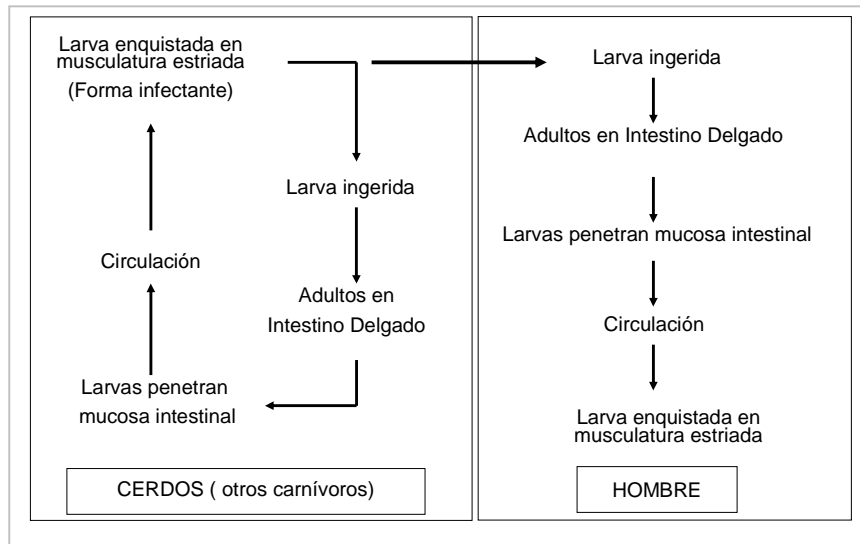 Larva enquistada en
musculatura estriada
(Forma infectante)
Larva ingerida
Adultos en
Intestino Delgado
Larvas penetran
mucosa intestinal
Circulación
CERDOS ( otros carnívoros)
Larva ingerida
Adultos en Intestino Delgado
Larvas penetran mucosa intestinal
Circulación
Larva enquistada en
musculatura estriada
HOMBRE